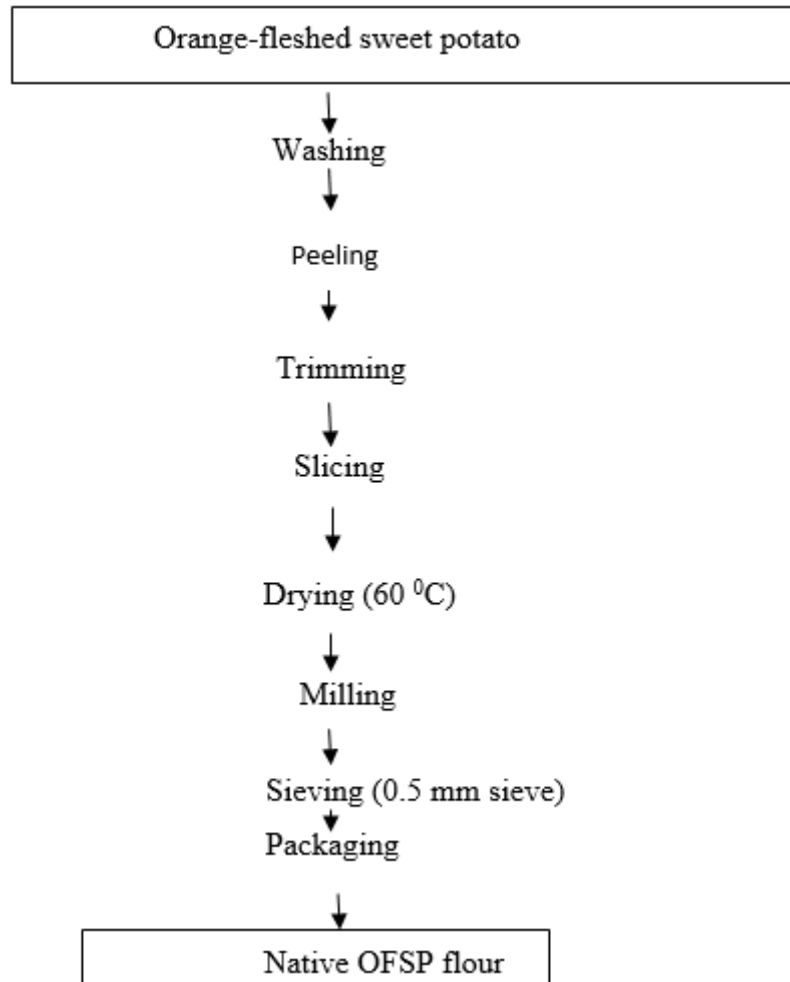 Orange-fleshed sweet potato
Washing
Peeling
Trimming
Slicing
Drying (60 ⁰C)
Milling
Sieving (0.5 mm sieve)
Packaging
Native OFSP flour